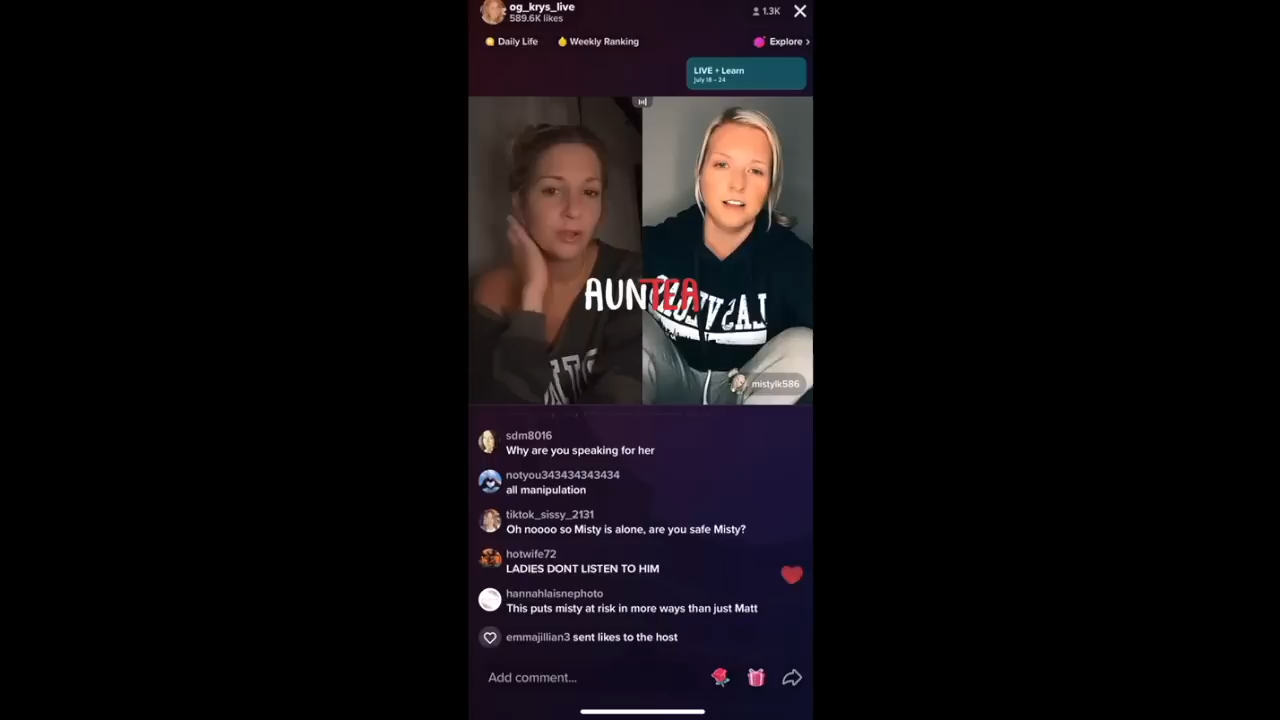 og_krys_live
589.6K likes
1.3K
Daily Life
Weekly Ranking
Explore >
LIVE + Learn
July 18 - 24
AUNTEA
LAS VEGAS
mistylk586
sdm8016
Why are you speaking for her
notyou343434343434
all manipulation
tiktok_sissy_2131
Oh noooo so Misty is alone, are you safe Misty?
hotwife72
LADIES DONT LISTEN TO HIM
hannahlaisnephoto
This puts misty at risk in more ways than just Matt
emmajillian3 sent likes to the host
Add comment...